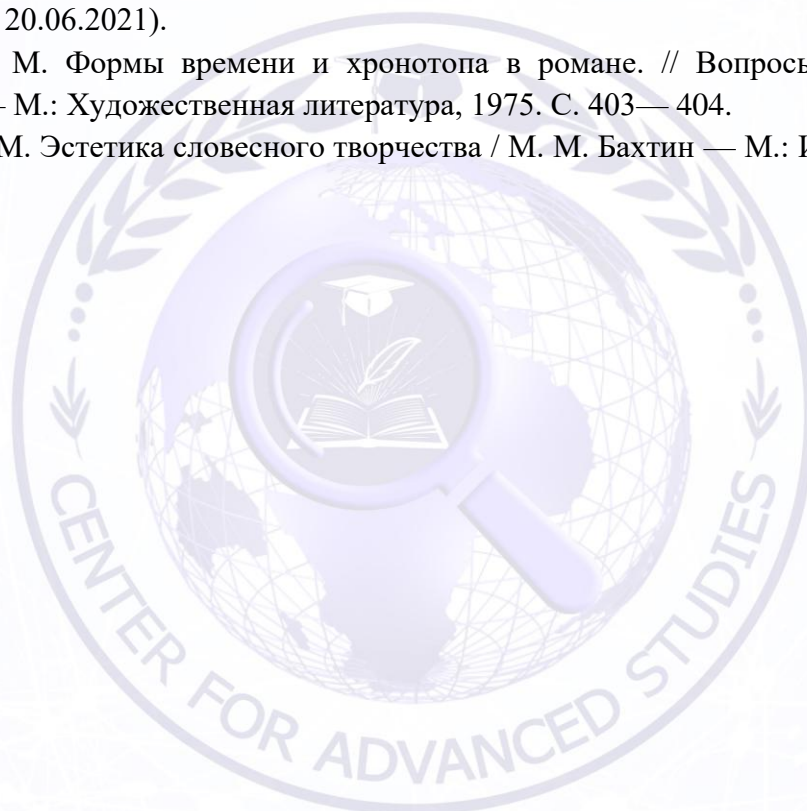 20.06.2021).
М. Формы времени и хронотопа в романе. // Вопросы
– М.: Художественная литература, 1975. С. 403— 404.
М. Эстетика словесного творчества / М. М. Бахтин — М.: И
CENTER FOR ADVANCED STUDIES